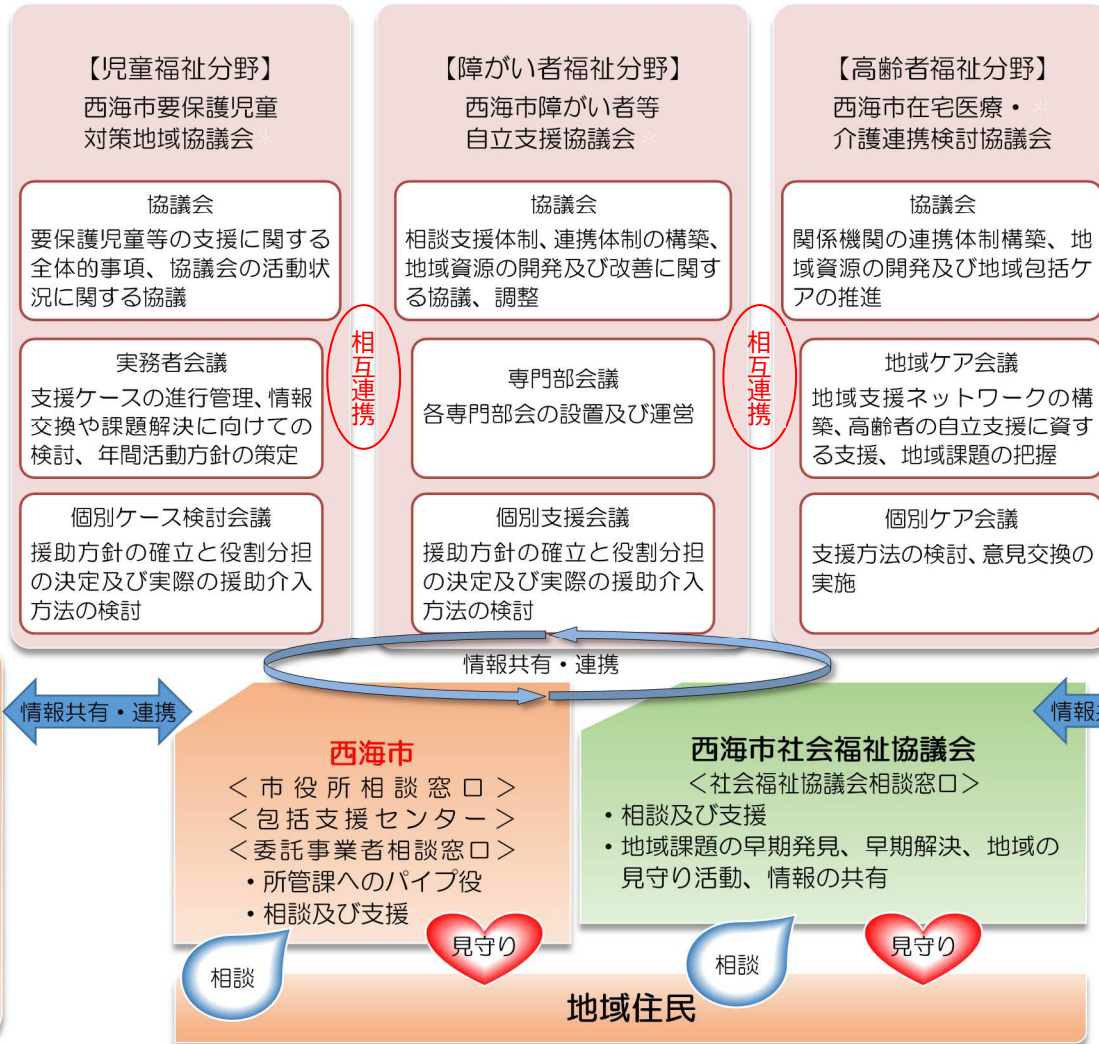 【児童福祉分野】
西海市要保護児童
対策地域協議会*
協議会
要保護児童等の支援に関する
全体的事項、協議会の活動状
況に関する協議
実務者会議
支援ケースの進行管理、情報
交換や課題解決に向けての
検討、年間活動方針の策定
個別ケース検討会議
援助方針の確立と役割分担
の決定及び実際の援助介入
方法の検討
相互連携
【障がい者福祉分野】
西海市障がい者等
自立支援協議会*
協議会
相談支援体制、連携体制の構築、
地域資源の開発及び改善に関す
る協議、調整
専門部会議
各専門部会の設置及び運営
個別支援会議
援助方針の確立と役割分担
の決定及び実際の援助介入
方法の検討
相互連携
【高齢者福祉分野】
西海市在宅医療・*
介護連携検討協議会
協議会
関係機関の連携体制構築、地
域資源の開発及び地域包括ケ
アの推進
地域ケア会議
地域支援ネットワークの構
築、高齢者の自立支援に資す
る支援、地域課題の把握
個別ケア会議
支援方法の検討、意見交換の
実施
情報共有・連携
情報共有・連携
西海市
＜市役所相談窓口＞
＜包括支援センター＞
＜委託事業者相談窓口＞
・所管課へのパイプ役
・相談及び支援
西海市社会福祉協議会
＜社会福祉協議会相談窓口＞
・相談及び支援
・地域課題の早期発見、早期解決、地域の
見守り活動、情報の共有
情報
相談
見守り
相談
見守り
地域住民